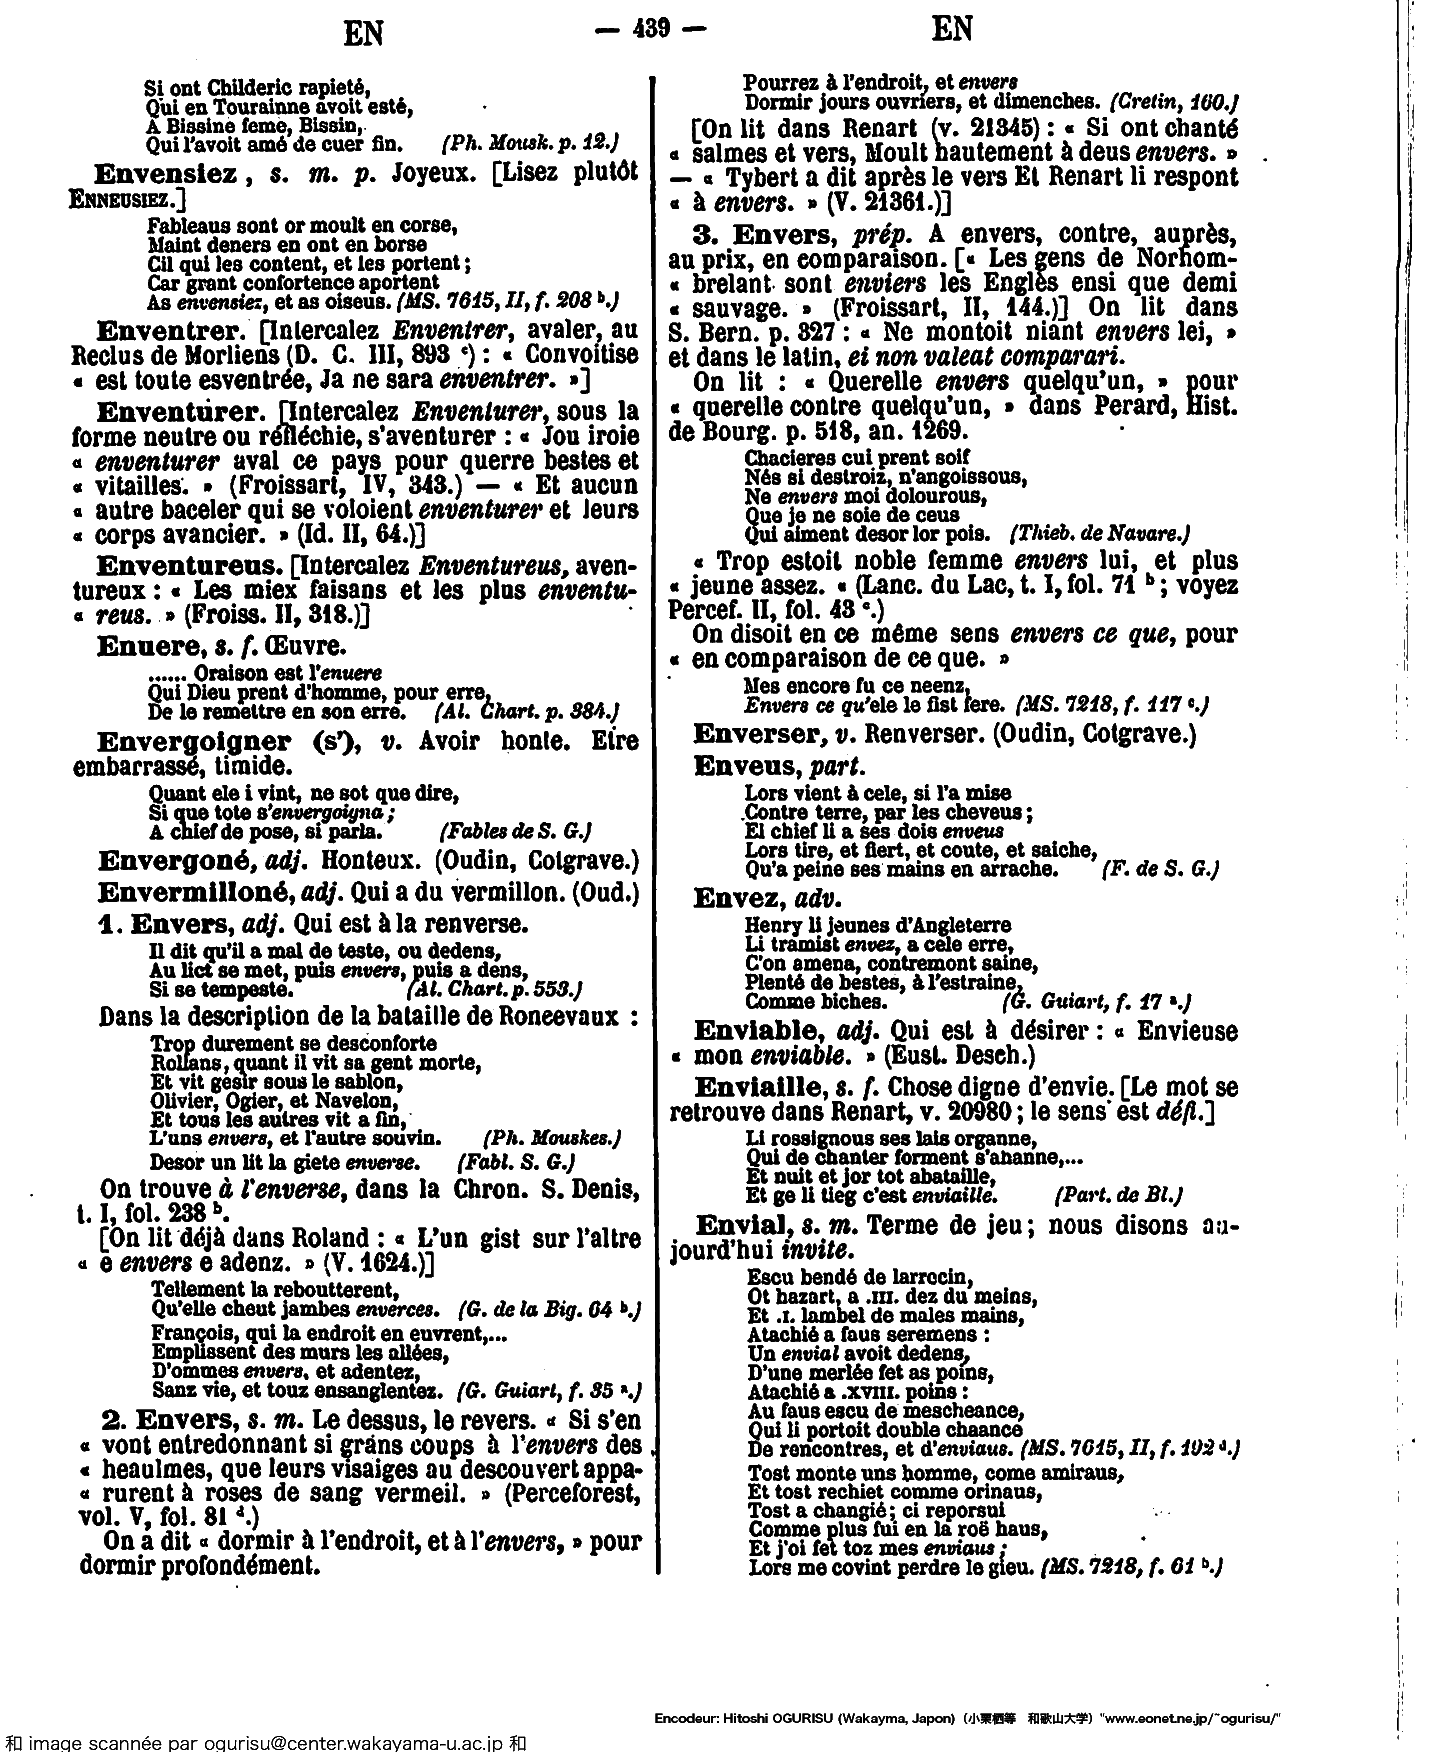 EN — 439 — EN
Si ont Childeric rapieté,
Qui en Tourainne avoit esté,
A Bissine feme, Bissin,
Qui l'avoit amé de cuer fin. (Ph. Mousk. p. 12.)
Envensiez, s. m. p. Joyeux. [Lisez plutôt
ENNEUSIEZ.]
Fableaus sont or moult en corse,
Maint deners en ont en borse
Cil qui les content, et les portent ;
Car grant confortence aportent
As envensiez, et as oiseus. (MS. 7615, II, f. 208 b.)
Enventrer. [Intercalez Enventrer, avaler, au
Reclus de Morliens (D. C. III, 893 c) : « Convoitise
« est toute esventrée, Ja ne sara enventrer. »]
Enventurer. [Intercalez Enventurer, sous la
forme neutre ou réfléchie, s'aventurer : « Jou iroie
« enventurer aval ce pays pour querre bestes et
« vitailles. » (Froissart, IV, 343.) — « Et aucun
« autre baceler qui se voloient enventurer et leurs
« corps avancier. » (Id. II, 64.)]
Enventureus. [Intercalez Enventureus, aven-
tureux : « Les miex faisans et les plus enventu-
« reus. » (Froiss. II, 318.)]
Enuere, s. f. Œuvre.
...... Oraison est l'enuere
Qui Dieu prent d'homme, pour erre,
De le remettre en son erre. (Al. Chart. p. 384.)
Envergoigner (s'), v. Avoir honte. Etre
embarrassé, timide.
Quant ele i vint, ne sot que dire,
Si que tote s'envergoigna ;
A chief de pose, si parla. (Fables de S. G.)
Envergoné, adj. Honteux. (Oudin, Cotgrave.)
Envermilloné, adj. Qui a du vermillon. (Oud.)
1. Envers, adj. Qui est à la renverse.
Il dit qu'il a mal de teste, ou dedens,
Au lict se met, puis envers, puis a dens,
Si se tempeste. (Al. Chart. p. 553.)
Dans la description de la bataille de Roncevaux :
Trop durement se desconforte
Rollans, quant il vit sa gent morte,
Et vit gesir sous le sablon,
Olivier, Ogier, et Navelon,
Et tous les autres vit a fin,
L'uns envers, et l'autre souvin. (Ph. Mouskes.)
Desor un lit la giete enverse. (Fabl. S. G.)
On trouve à l'enverse, dans la Chron. S. Denis,
t. I, fol. 238 b.
[On lit déjà dans Roland : « L'un gist sur l'altre
« e envers e adenz. » (V. 1624.)]
Tellement la reboutterent,
Qu'elle cheut jambes enverces. (G. de la Big. 64 b.)
François, qui la endroit en euvrent,...
Emplissent des murs les allées,
D'ommes envers, et adentez,
Sanz vie, et touz ensanglentez. (G. Guiart, f. 35 a.)
2. Envers, s. m. Le dessus, le revers. « Si s'en
« vont entredonnant si grans coups à l'envers des
« heaulmes, que leurs visaiges au descouvert appa-
« rurent à roses de sang vermeil. » (Perceforest,
vol. V, fol. 81 d.)
On a dit « dormir à l'endroit, et à l'envers, » pour
dormir profondément.
Pourrez à l'endroit, et envers
Dormir jours ouvriers, et dimenches. (Cretin, 160.)
[On lit dans Renart (v. 21345) : « Si ont chanté
« salmes et vers, Moult hautement à deus envers. »
— « Tybert a dit après le vers Et Renart li respont
« à envers. » (V. 21361.)]
3. Envers, prép. A envers, contre, auprès,
au prix, en comparaison. [« Les gens de Norhom-
« brelant sont enviers les Englès ensi que demi
« sauvage. » (Froissart, II, 144.)] On lit dans
S. Bern. p. 327 : « Ne montoit niant envers lei, »
et dans le latin, ei non valeat comparari.
On lit : « Querelle envers quelqu'un, » pour
« querelle contre quelqu'un, » dans Perard, Hist.
de Bourg. p. 518, an. 1269.
Chacieres cui prent soif
Nés si destroiz, n'angoissous,
Ne envers moi dolourous,
Que je ne soie de ceus
Qui aiment desor lor pois. (Thieb. de Navare.)
« Trop estoit noble femme envers lui, et plus
« jeune assez. « (Lanc. du Lac, t. I, fol. 71 b ; voyez
Percef. II, fol. 43 c.)
On disoit en ce même sens envers ce que, pour
« en comparaison de ce que. »
Mes encore fu ce neenz,
Envers ce qu'ele le fist fere. (MS. 7218, f. 117 c.)
Enverser, v. Renverser. (Oudin, Cotgrave.)
Enveus, part.
Lors vient à cele, si l'a mise
Contre terre, par les cheveus ;
El chief li a ses dois enveus
Lors tire, et fiert, et coute, et saiche,
Qu'a peine ses mains en arrache. (F. de S. G.)
Envez, adv.
Henry li jeunes d'Angleterre
Li tramist envez, a cele erre,
C'on amena, contremont saine,
Plenté de bestes, à l'estraine,
Comme biches. (G. Guiart, f. 17 a.)
Enviable, adj. Qui est à désirer : « Envieuse
« mon enviable. » (Eust. Desch.)
Enviaille, s. f. Chose digne d'envie. [Le mot se
retrouve dans Renart, v. 20980 ; le sens est défi.]
Li rossignous ses lais organne,
Qui de chanter forment s'ahanne,...
Et nuit et jor tot abataille,
Et ge li tieg c'est enviaille. (Part. de Bl.)
Envial, s. m. Terme de jeu ; nous disons au-
jourd'hui invite.
Escu bendé de larrecin,
Ot hazart, a .III. dez du meins,
Et .I. lambel de males mains,
Atachié a faus seremens :
Un envial avoit dedens,
D'une merlée fet as poins,
Atachié a .XVIII. poins :
Au faus escu de mescheance,
Qui li portoit double chaance
De rencontres, et d'enviaus. (MS. 7615, II, f. 192 d.)
Tost monte uns homme, come amiraus,
Et tost rechiet comme orinaus,
Tost a changié ; ci reporsui
Comme plus fui en la roë haus,
Et j'oi fet toz mes enviaus ;
Lors me covint perdre le gieu. (MS. 7218, f. 61 b.)
Encodeur: Hitoshi OGURISU (Wakayma, Japon) (小栗栖等 和歌山大学) "www.eonet.ne.jp/~ogurisu/"
和 image scannée par ogurisu@center.wakayama-u.ac.jp 和